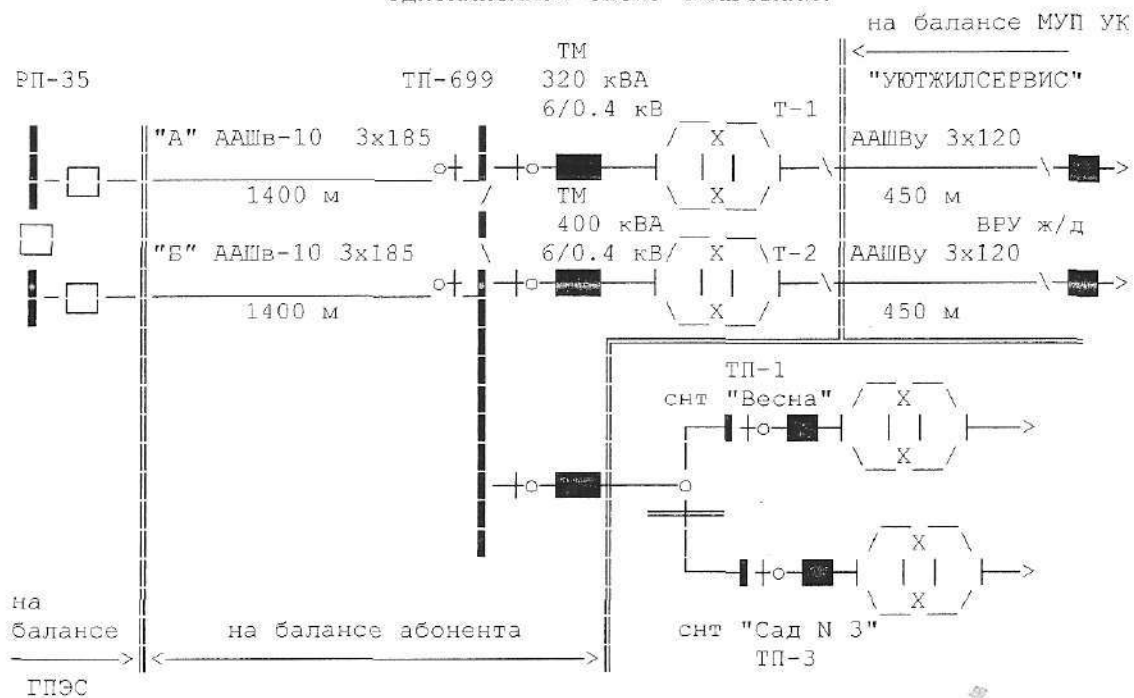 на балансе МУП УК
ТМ
РП-35
ТП-699
320 кВА
"УЮТЖИЛСЕРВИС"
6/0.4 кВ
Т-1
"А" ААШв-10 3х185
ААШВу 3х120
1400 м
ТМ
450 м
400 кВА
ВРУ ж/д
"Б" ААШв-10 3х185
6/0.4 кВ
Т-2
ААШВу 3х120
1400 м
450 м
ТП-1
снт "Весна"
на
балансе
на балансе абонента
снт "Сад N 3"
ТП-3
ГПЭС